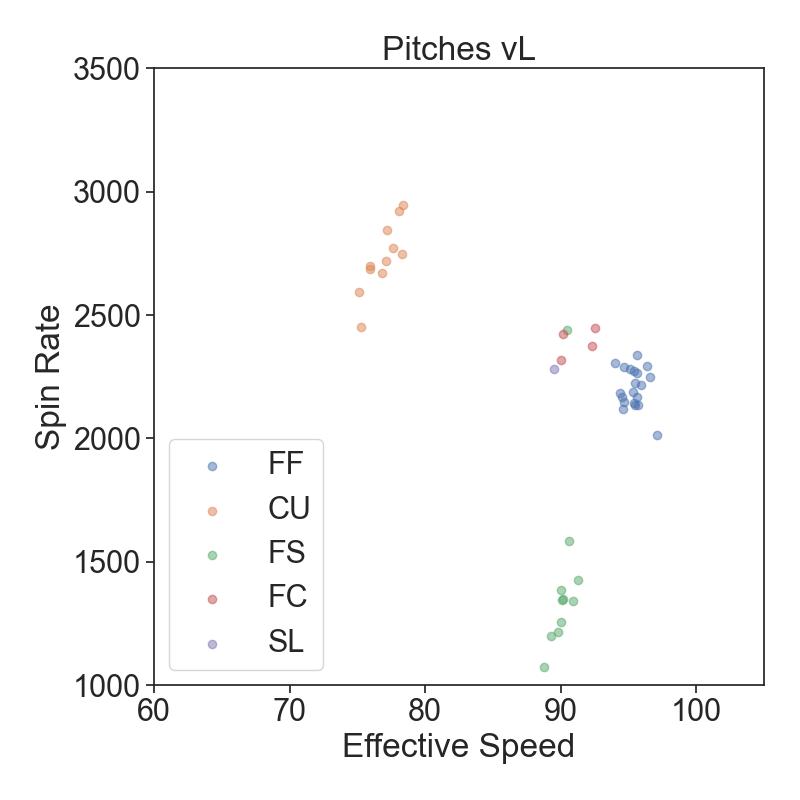 Pitches vL
3500
3000
2500
2000
1500
1000
Spin Rate
FF
CU
FS
FC
SL
60 70 80 90 100
Effective Speed